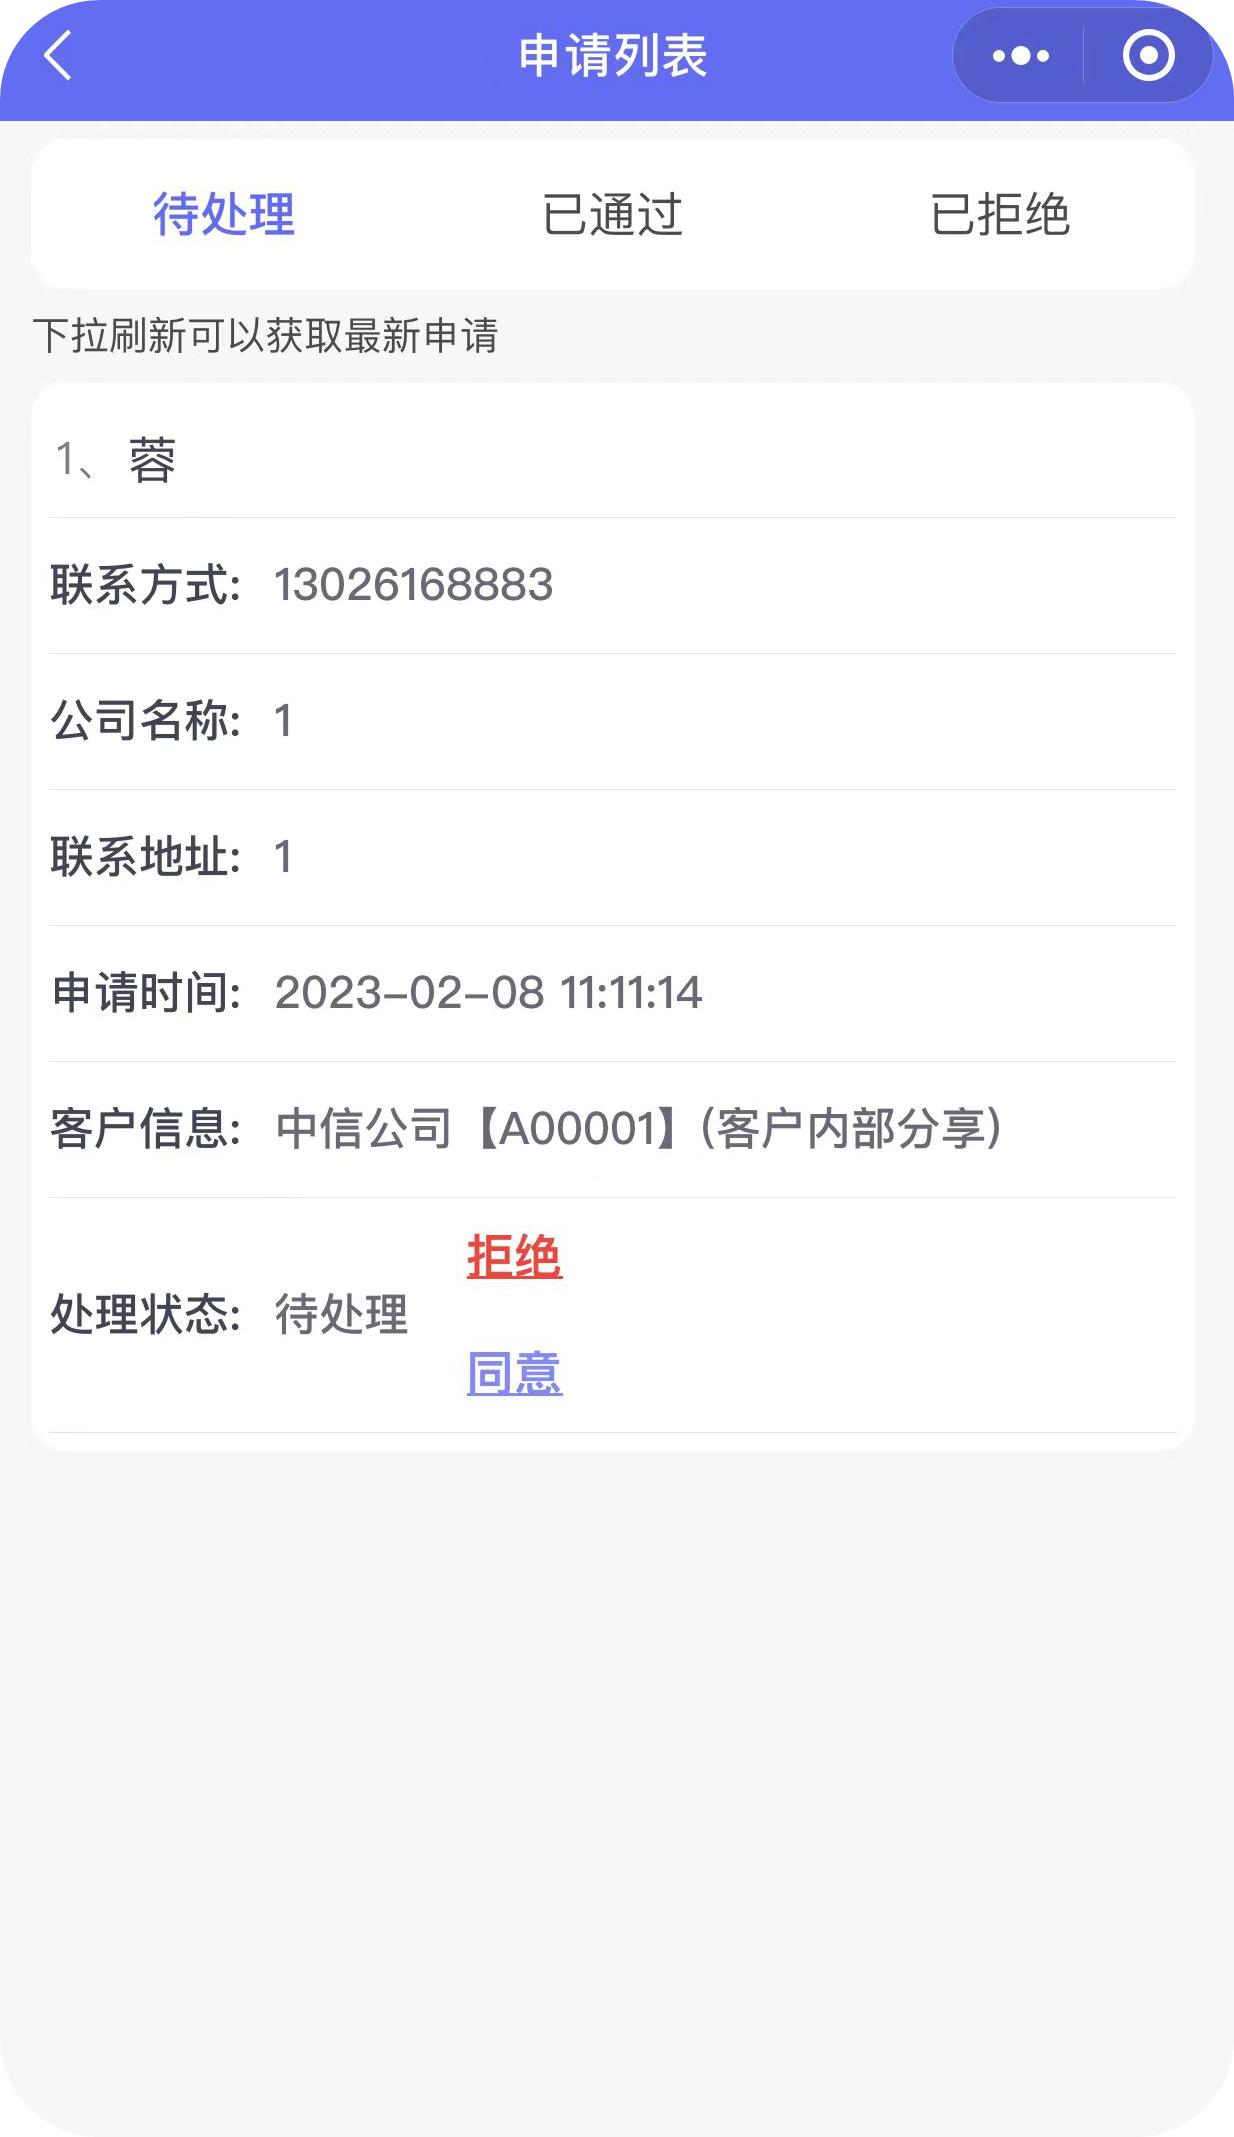 申请列表
待处理 已通过 已拒绝
下拉刷新可以获取最新申请
1、 蓉
联系方式: 13026168883
公司名称: 1
联系地址: 1
申请时间: 2023-02-08 11:11:14
客户信息: 中信公司【A00001】(客户内部分享)
拒绝
处理状态: 待处理
同意